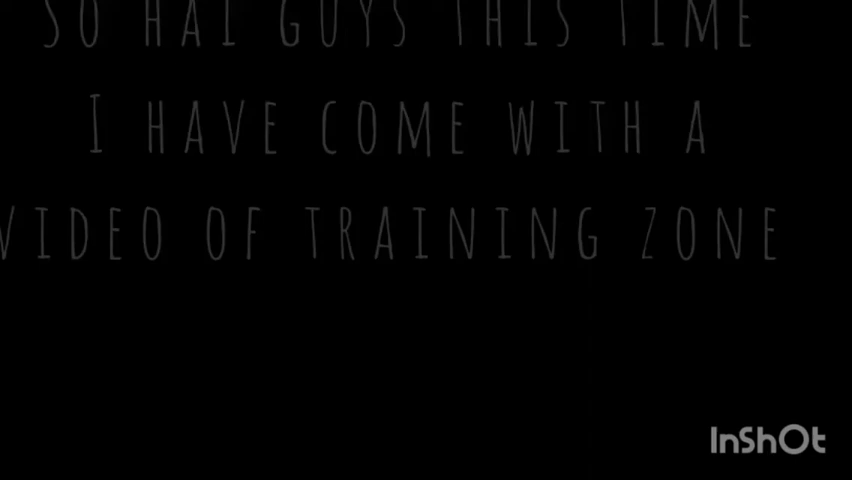 SO HAI GUYS THIS TIME
I HAVE COME WITH A
VIDEO OF TRAINING ZONE
InShOt